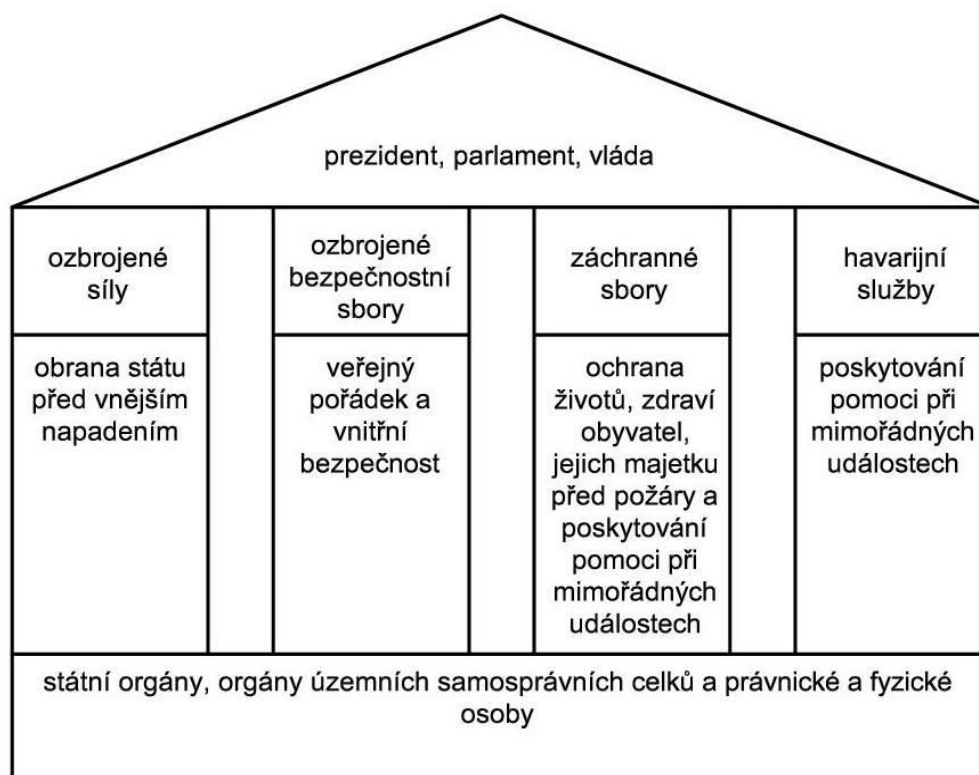 prezident, parlament, vláda
ozbrojené
síly
ozbrojené
bezpečnostní
sbory
záchranné
sbory
havarijní
služby
obrana státu
před vnějším
napadením
veřejný
pořádek a
vnitřní
bezpečnost
ochrana
životů, zdraví
obyvatel,
jejich majetku
před požáry a
poskytování
pomoci při
mimořádných
událostech
poskytování
pomoci při
mimořádných
událostech
státní orgány, orgány územních samosprávních celků a právnické a fyzické
osoby